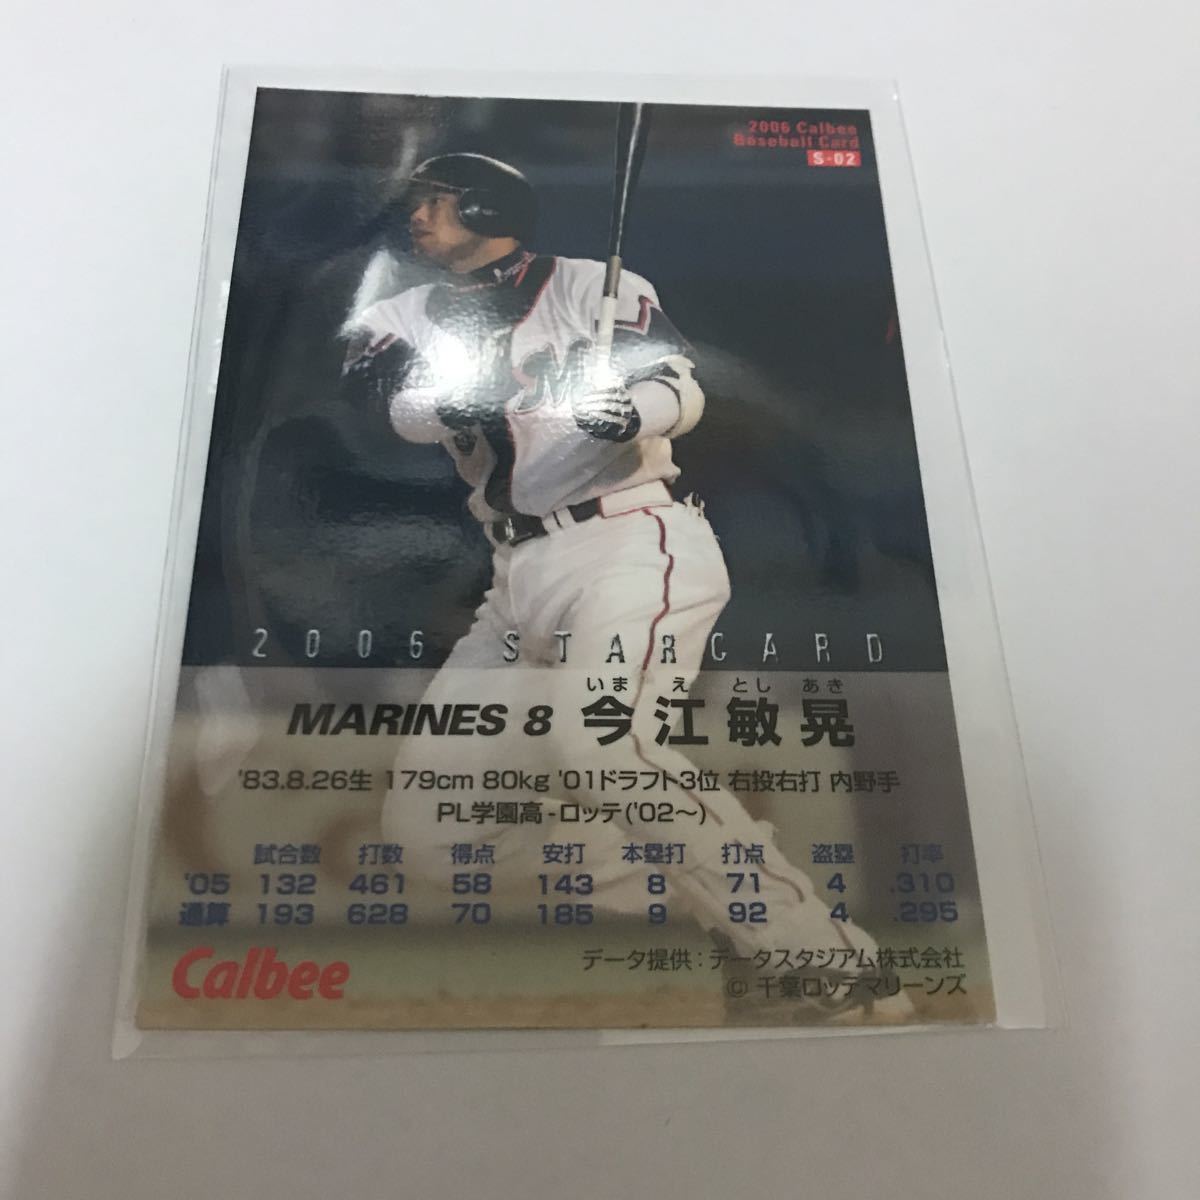 2006 Calbee
Baseball Card
S-02
M
2006 STARCARD
いま え とし あき
MARINES 8 今江敏晃
'83.8.26生 179cm 80kg '01ドラフト3位 右投右打 内野手
PL学園高-ロッテ('02〜)
試合数 打数 得点 安打 本塁打 打点 盗塁 打率
'05 132 461 58 143 8 71 4 .310
通算 193 628 70 185 9 92 4 .295
Calbee
データ提供：データスタジアム株式会社
© 千葉ロッテマリーンズ